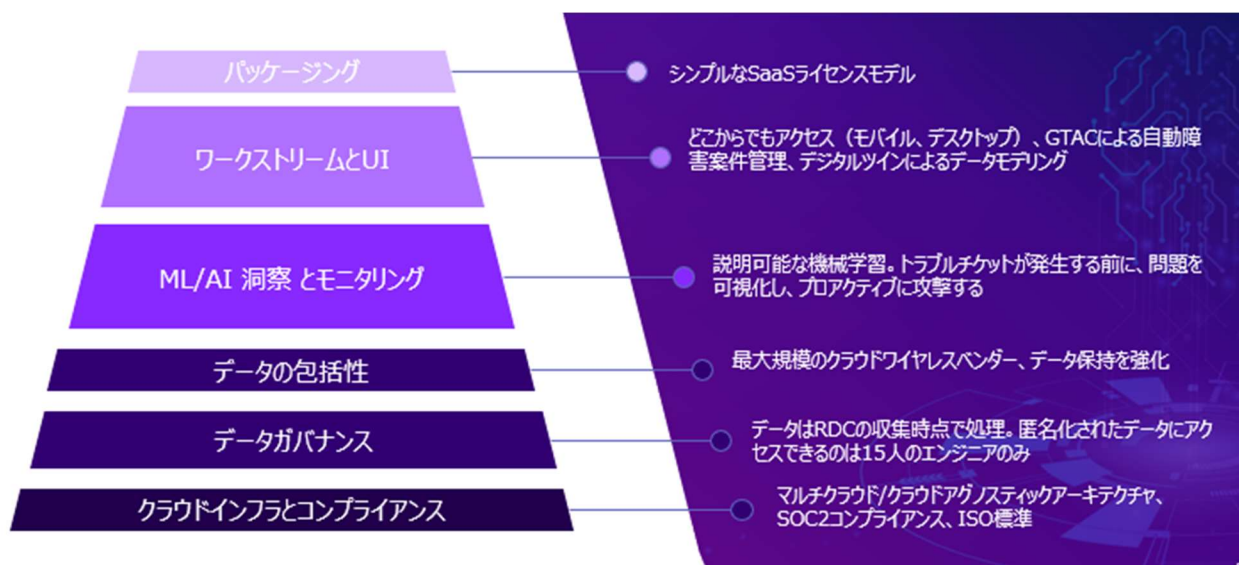 パッケージング
シンプルなSaaSライセンスモデル
ワークストリームとUI
どこからでもアクセス（モバイル、デスクトップ）、GTACによる自動障
害案件管理、デジタルツインによるデータモデリング
ML/AI 洞察 とモニタリング
説明可能な機械学習。トラブルチケットが発生する前に、問題を
可視化し、プロアクティブに攻撃する
データの包括性
最大規模のクラウドワイヤレスベンダー、データ保持を強化
データガバナンス
データはRDCの収集時点で処理。匿名化されたデータにアク
セスできるのは15人のエンジニアのみ
クラウドインフラとコンプライアンス
マルチクラウド/クラウドアグノスティックアーキテクチャ、
SOC2コンプライアンス、ISO標準